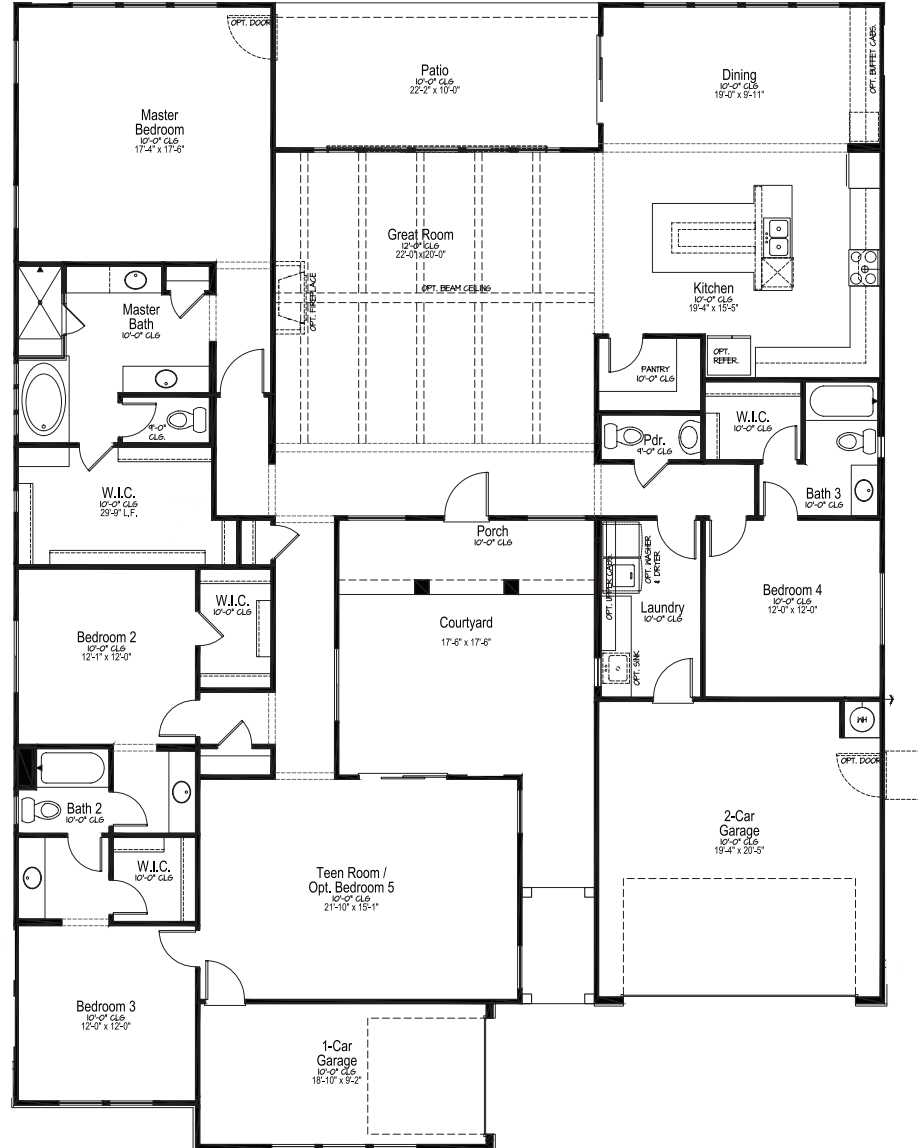 OPT. DOOR
Patio
10'-0" CLG
22'-2" x 10'-0"
Dining
10'-0" CLG
19'-0" x 9'-11"
OPT. BUFFET CABS.
Master
Bedroom
10'-0" CLG
17'-4" x 17'-6"
Great Room
12'-0" CLG
22'-0" x 20'-0"
OPT. BEAM CEILING
OPT. FIREPLACE
Kitchen
10'-0" CLG
19'-4" x 15'-5"
Master
Bath
10'-0" CLG
OPT.
REFER.
PANTRY
10'-0" CLG
9'-0"
CLG.
W.I.C.
10'-0" CLG
Pdr.
9'-0" CLG
W.I.C.
10'-0" CLG
29'-9" L.F.
Bath 3
10'-0" CLG
Porch
10'-0" CLG
OPT. WASHER
& DRYER
OPT. UPPER CABS.
Laundry
10'-0" CLG
OPT. SINK
Bedroom 4
10'-0" CLG
12'-0" x 12'-0"
W.I.C.
10'-0" CLG
Courtyard
17'-6" x 17'-6"
Bedroom 2
10'-0" CLG
12'-1" x 12'-0"
WH
OPT. DOOR
Bath 2
10'-0" CLG
2-Car
Garage
10'-0" CLG
19'-4" x 20'-5"
W.I.C.
10'-0" CLG
Teen Room /
Opt. Bedroom 5
10'-0" CLG
21'-10" x 15'-1"
Bedroom 3
10'-0" CLG
12'-0" x 12'-0"
1-Car
Garage
10'-0" CLG
18'-10" x 9'-2"